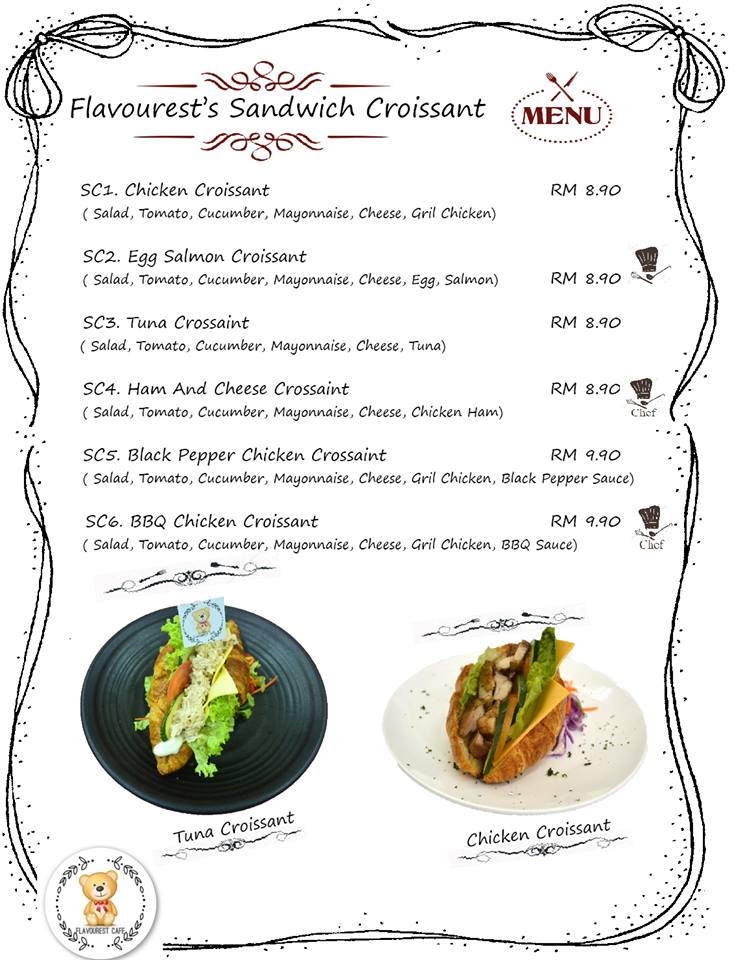 Flavourest's Sandwich Croissant
MENU
SC1. Chicken Croissant RM 8.90
( Salad, Tomato, Cucumber, Mayonnaise, Cheese, Gril Chicken)
SC2. Egg Salmon Croissant
( Salad, Tomato, Cucumber, Mayonnaise, Cheese, Egg, Salmon) RM 8.90
SC3. Tuna Crossaint RM 8.90
( Salad, Tomato, Cucumber, Mayonnaise, Cheese, Tuna)
SC4. Ham And Cheese Crossaint RM 8.90
Chef
( Salad, Tomato, Cucumber, Mayonnaise, Cheese, Chicken Ham)
SC5. Black Pepper Chicken Crossaint RM 9.90
( Salad, Tomato, Cucumber, Mayonnaise, Cheese, Gril Chicken, Black Pepper Sauce)
SC6. BBQ Chicken Croissant RM 9.90
Chef
( Salad, Tomato, Cucumber, Mayonnaise, Cheese, Gril Chicken, BBQ Sauce)
Tuna Croissant
Chicken Croissant
FLAVOUREST CAFE